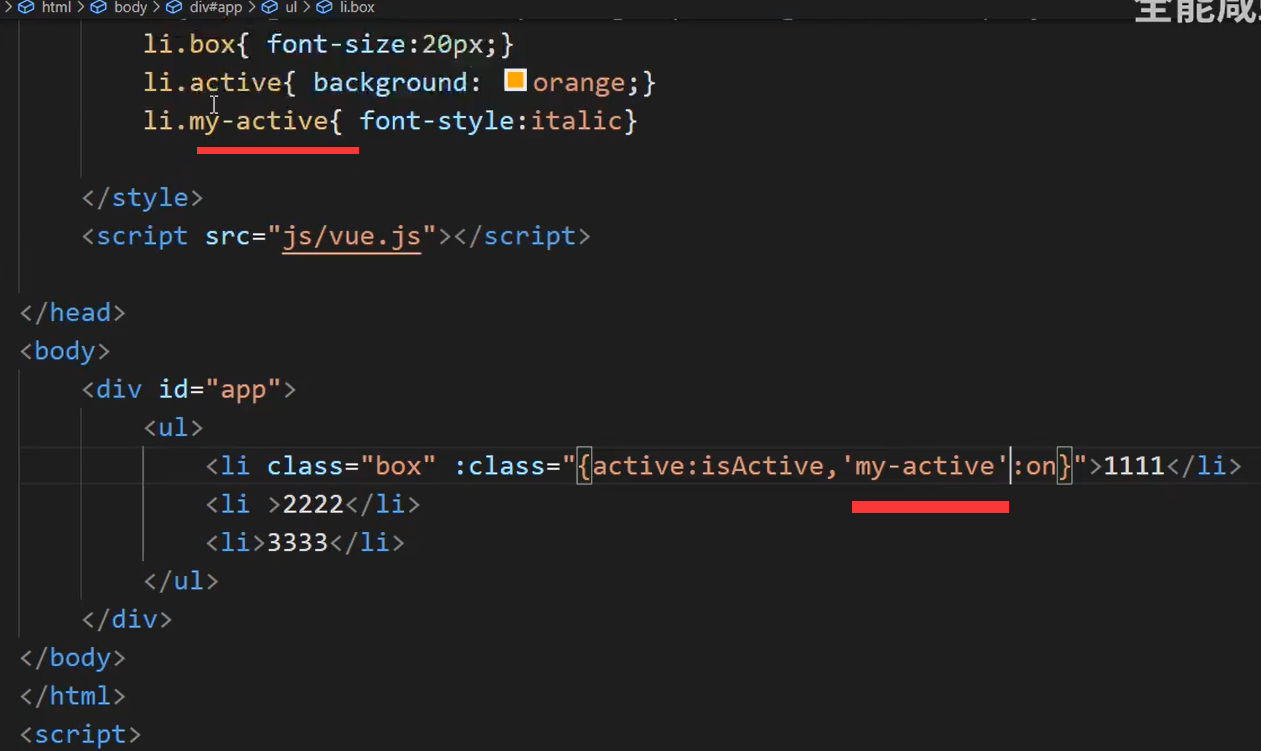 html > body > div#app > ul > li.box
全能咸
li.box{ font-size:20px;}
li.active{ background: orange;}
li.my-active{ font-style:italic}
</style>
<script src="js/vue.js"></script>
</head>
<body>
<div id="app">
<ul>
<li class="box" :class="{active:isActive,'my-active':on}">1111</li>
<li >2222</li>
<li>3333</li>
</ul>
</div>
</body>
</html>
<script>